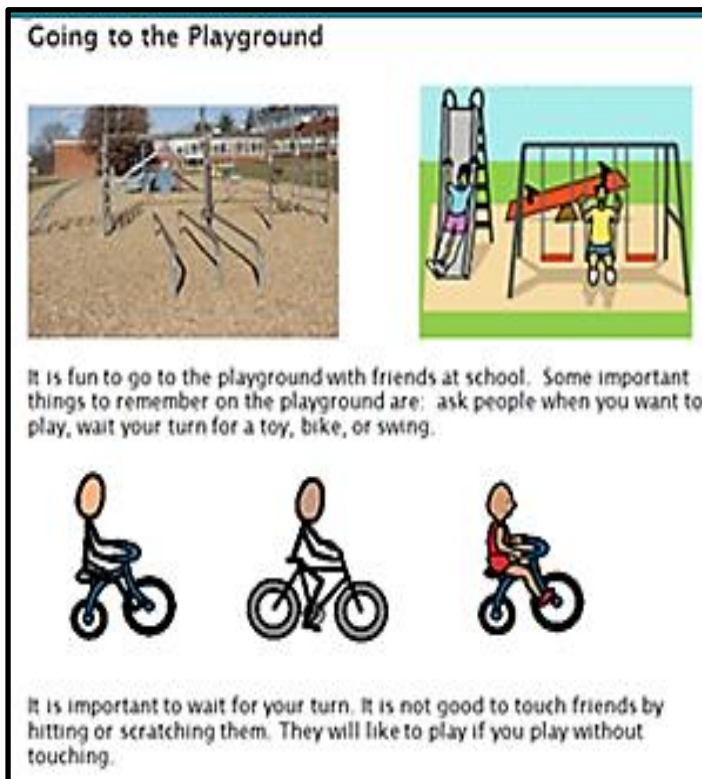 Going to the Playground
It is fun to go to the playground with friends at school. Some important
things to remember on the playground are: ask people when you want to
play, wait your turn for a toy, bike, or swing.
It is important to wait for your turn. It is not good to touch friends by
hitting or scratching them. They will like to play if you play without
touching.